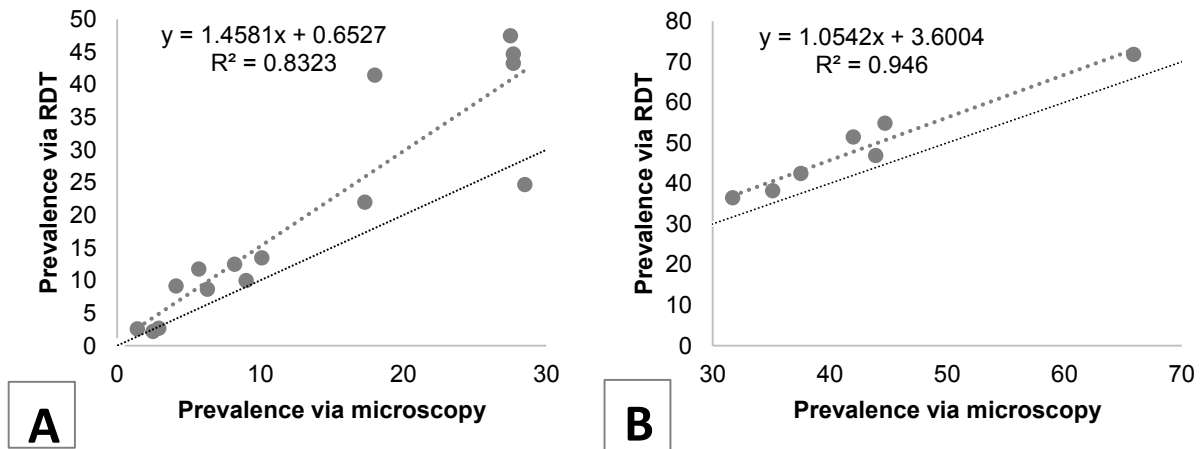 y = 1.4581x + 0.6527
R² = 0.8323
Prevalence via RDT
50
45
40
35
30
25
20
15
10
5
0
0 10 20 30
Prevalence via microscopy
A
y = 1.0542x + 3.6004
R² = 0.946
Prevalence via RDT
80
70
60
50
40
30
20
10
0
30 40 50 60 70
Prevalence via microscopy
B